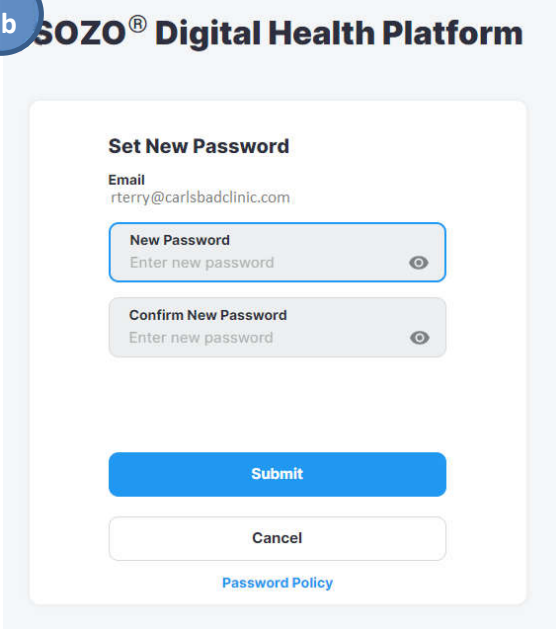 b
SOZO® Digital Health Platform
Set New Password
Email
rterry@carlsbadclinic.com
New Password
Enter new password
Confirm New Password
Enter new password
Submit
Cancel
Password Policy